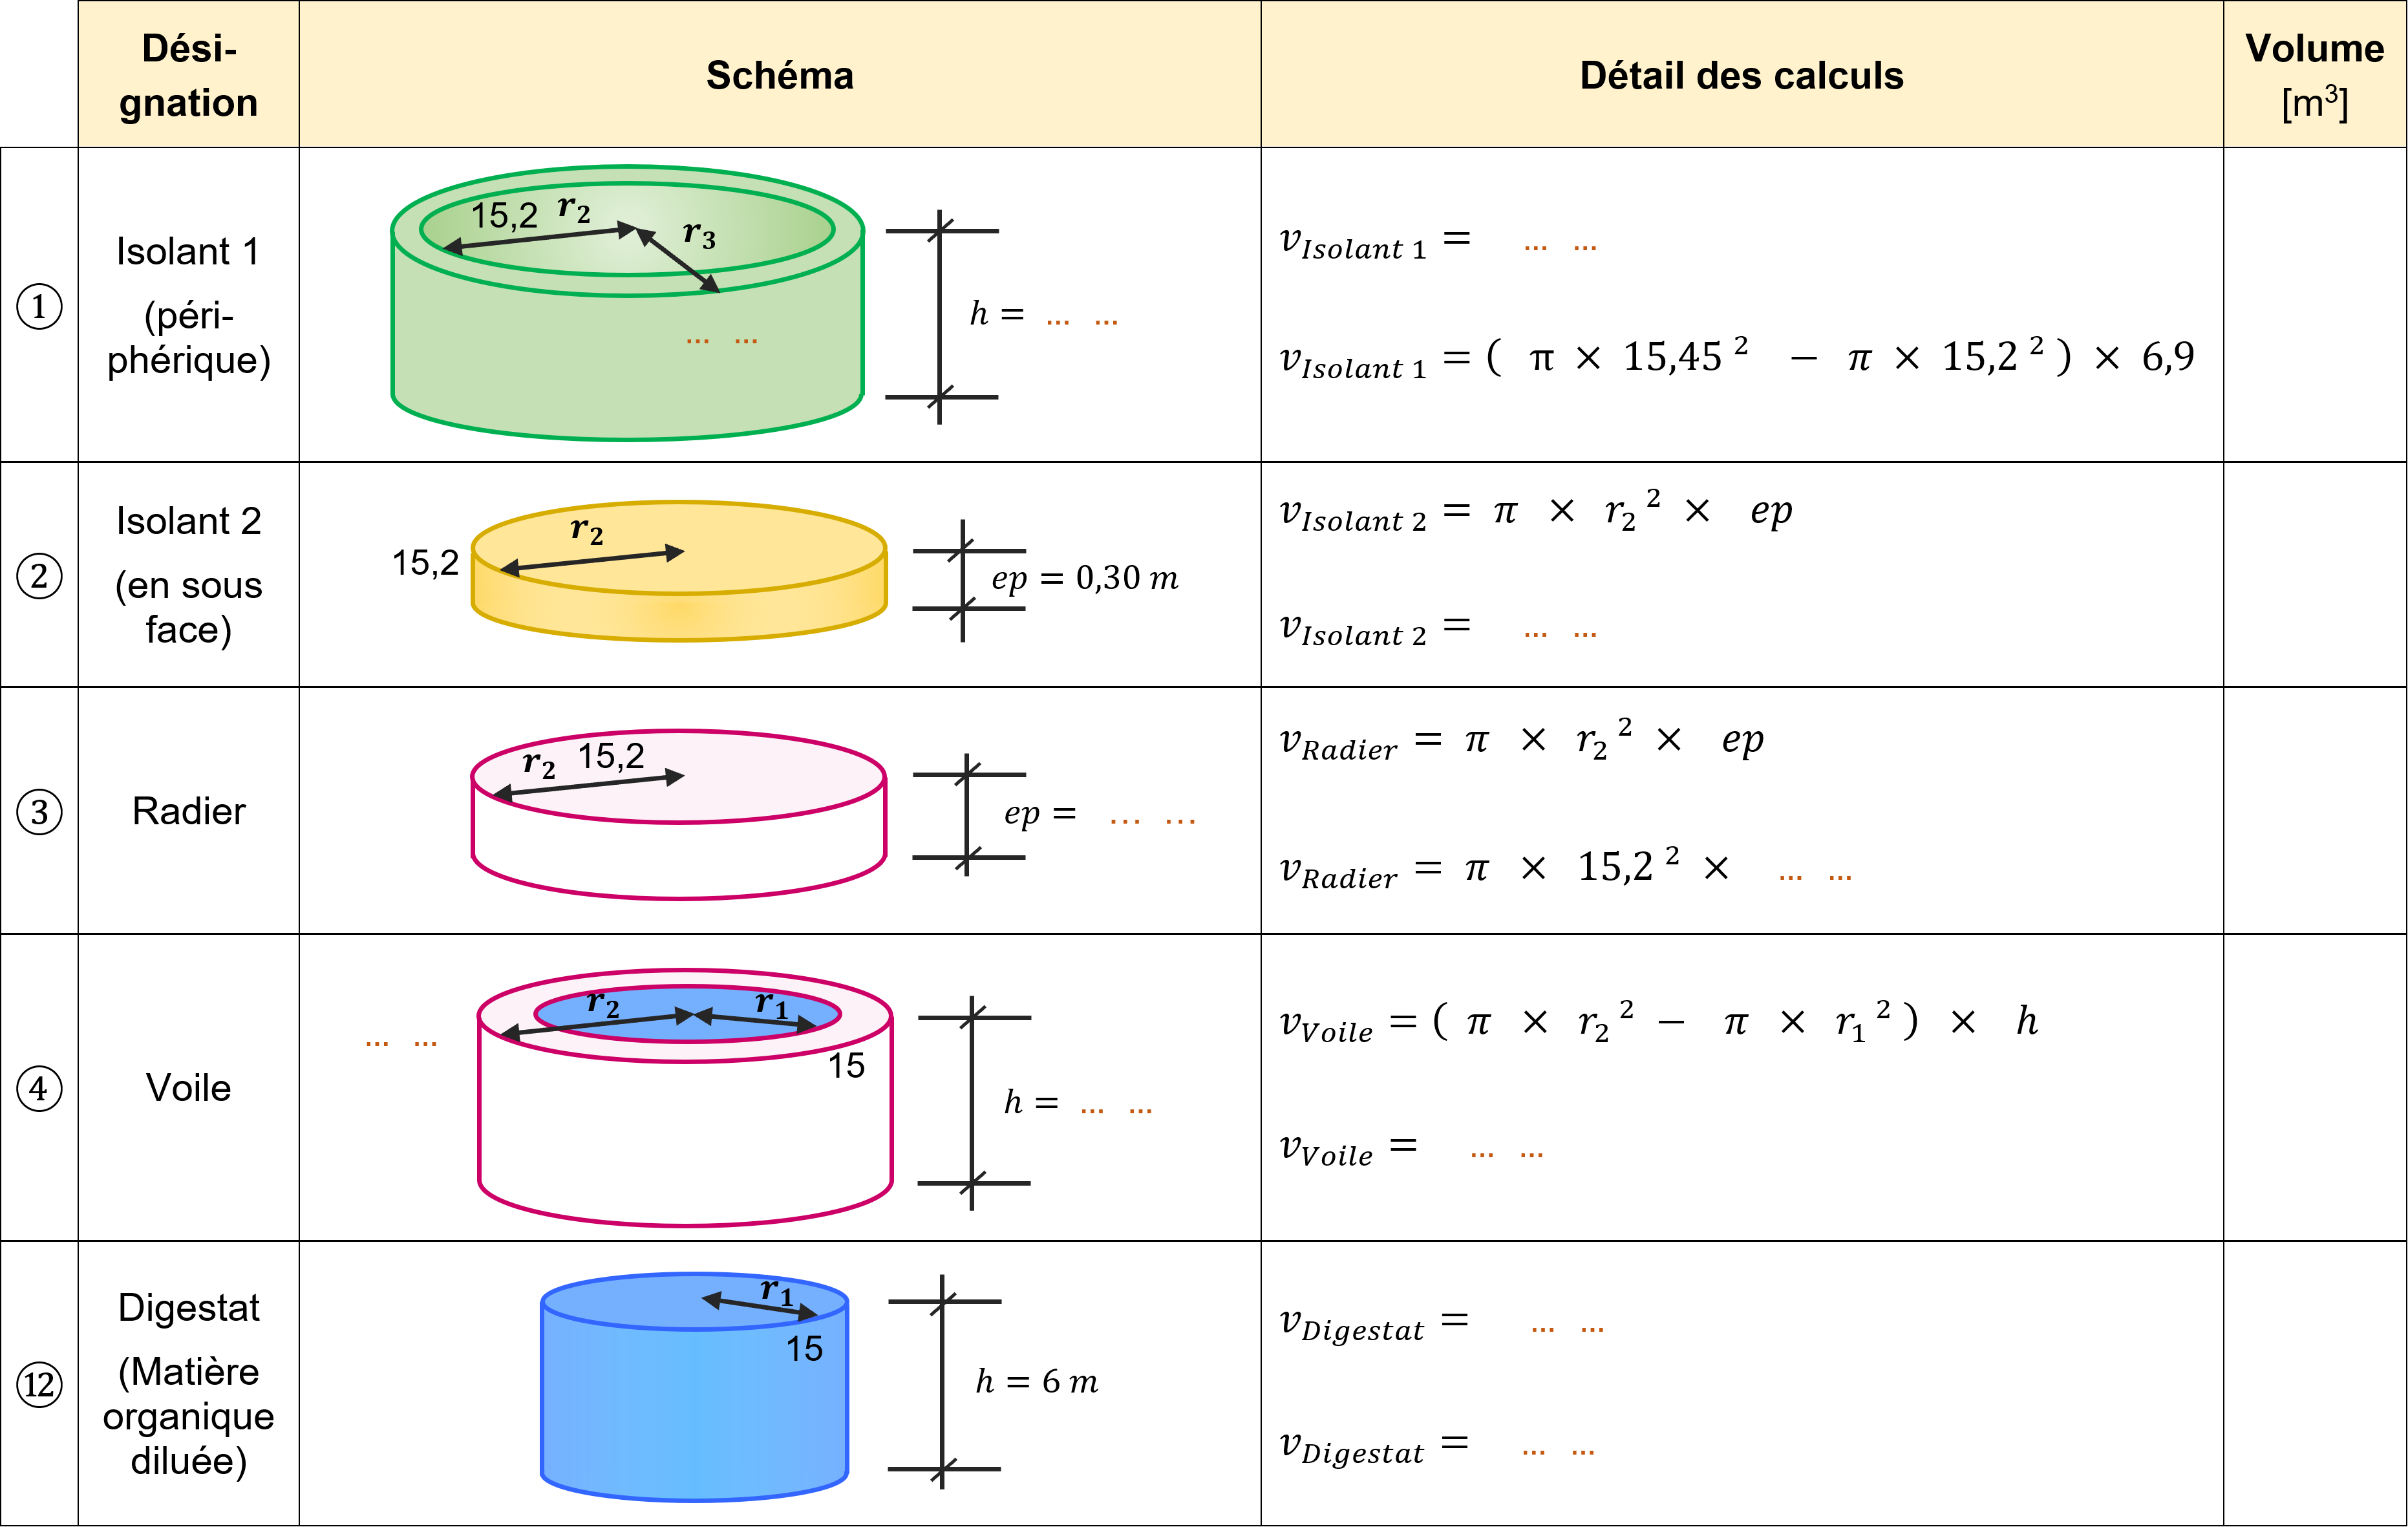 Dési-
gnation
Schéma
Détail des calculs
Volume
[m³]
①
Isolant 1
(péri-
phérique)
15,2 r₂
r₃
... ...
h = ... ...
v_Isolant 1 = ... ...
v_Isolant 1 = ( π × 15,45 ² − π × 15,2 ² ) × 6,9
②
Isolant 2
(en sous
face)
15,2
r₂
ep = 0,30 m
v_Isolant 2 = π × r₂ ² × ep
v_Isolant 2 = ... ...
③
Radier
r₂ 15,2
ep = ... ...
v_Radier = π × r₂ ² × ep
v_Radier = π × 15,2 ² × ... ...
④
Voile
... ...
r₂
r₁
15
h = ... ...
v_Voile = ( π × r₂ ² − π × r₁ ² ) × h
v_Voile = ... ...
⑫
Digestat
(Matière
organique
diluée)
r₁
15
h = 6 m
v_Digestat = ... ...
v_Digestat = ... ...